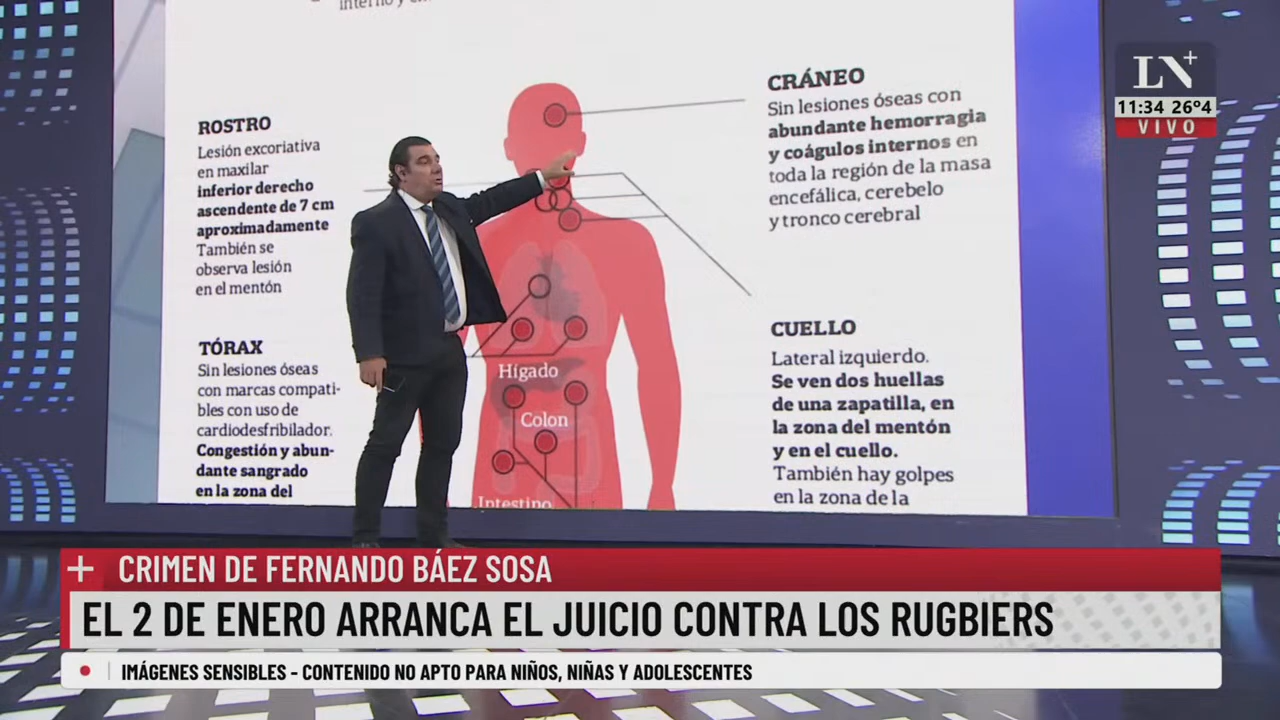 ROSTRO
Lesión excoriativa
en maxilar
inferior derecho
ascendente de 7 cm
aproximadamente
También se
observa lesión
en el mentón
TÓRAX
Sin lesiones óseas
con marcas compati-
bles con uso de
cardiodesfribilador.
Congestión y abun-
dante sangrado
en la zona del
Hígado
Colon
Intestino
CRÁNEO
Sin lesiones óseas con
abundante hemorragia
y coágulos internos en
toda la región de la masa
encefálica, cerebelo
y tronco cerebral
CUELLO
Lateral izquierdo.
Se ven dos huellas
de una zapatilla, en
la zona del mentón
y en el cuello.
También hay golpes
en la zona de la
LN+
11:34 26º4
VIVO
+ CRIMEN DE FERNANDO BÁEZ SOSA
EL 2 DE ENERO ARRANCA EL JUICIO CONTRA LOS RUGBIERS
IMÁGENES SENSIBLES - CONTENIDO NO APTO PARA NIÑOS, NIÑAS Y ADOLESCENTES